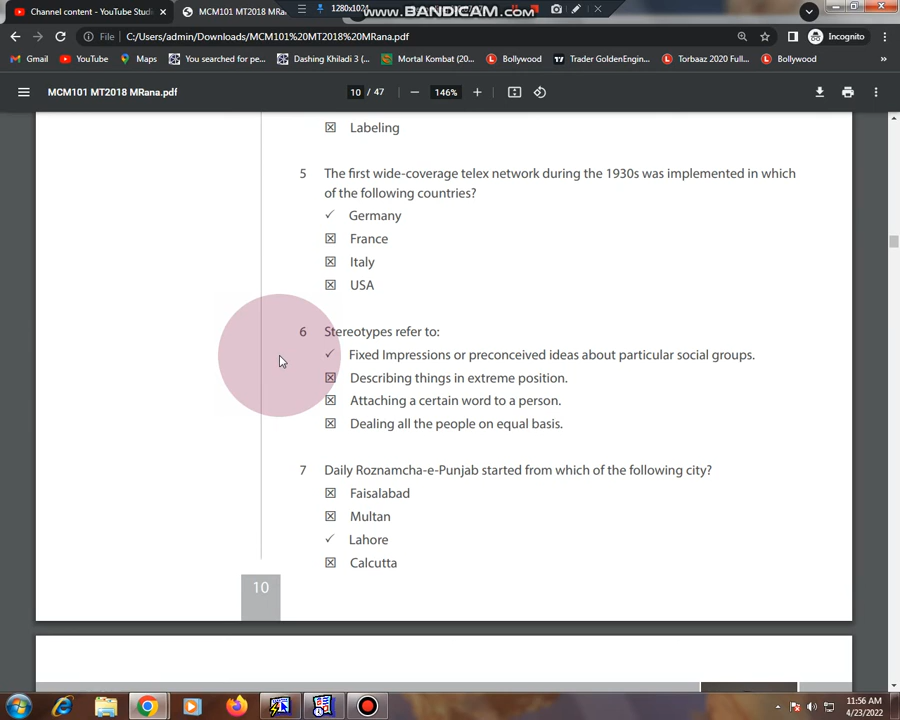 Channel content - YouTube Studi
MCM101 MT2018 MRa
1280x1024
www.BANDICAM.com
File
C:/Users/admin/Downloads/MCM101%20MT2018%20MRana.pdf
Incognito
Gmail
YouTube
Maps
You searched for pe...
Dashing Khiladi 3 (...
Mortal Kombat (20...
Bollywood
Trader GoldenEngin...
Torbaaz 2020 Full...
Bollywood
»
MCM101 MT2018 MRana.pdf
10 / 47
146%
Labeling
5 The first wide-coverage telex network during the 1930s was implemented in which
of the following countries?
✓ Germany
☒ France
☒ Italy
☒ USA
6 Stereotypes refer to:
✓ Fixed Impressions or preconceived ideas about particular social groups.
☒ Describing things in extreme position.
☒ Attaching a certain word to a person.
☒ Dealing all the people on equal basis.
7 Daily Roznamcha-e-Punjab started from which of the following city?
☒ Faisalabad
☒ Multan
✓ Lahore
☒ Calcutta
10
11:56 AM
4/23/2022